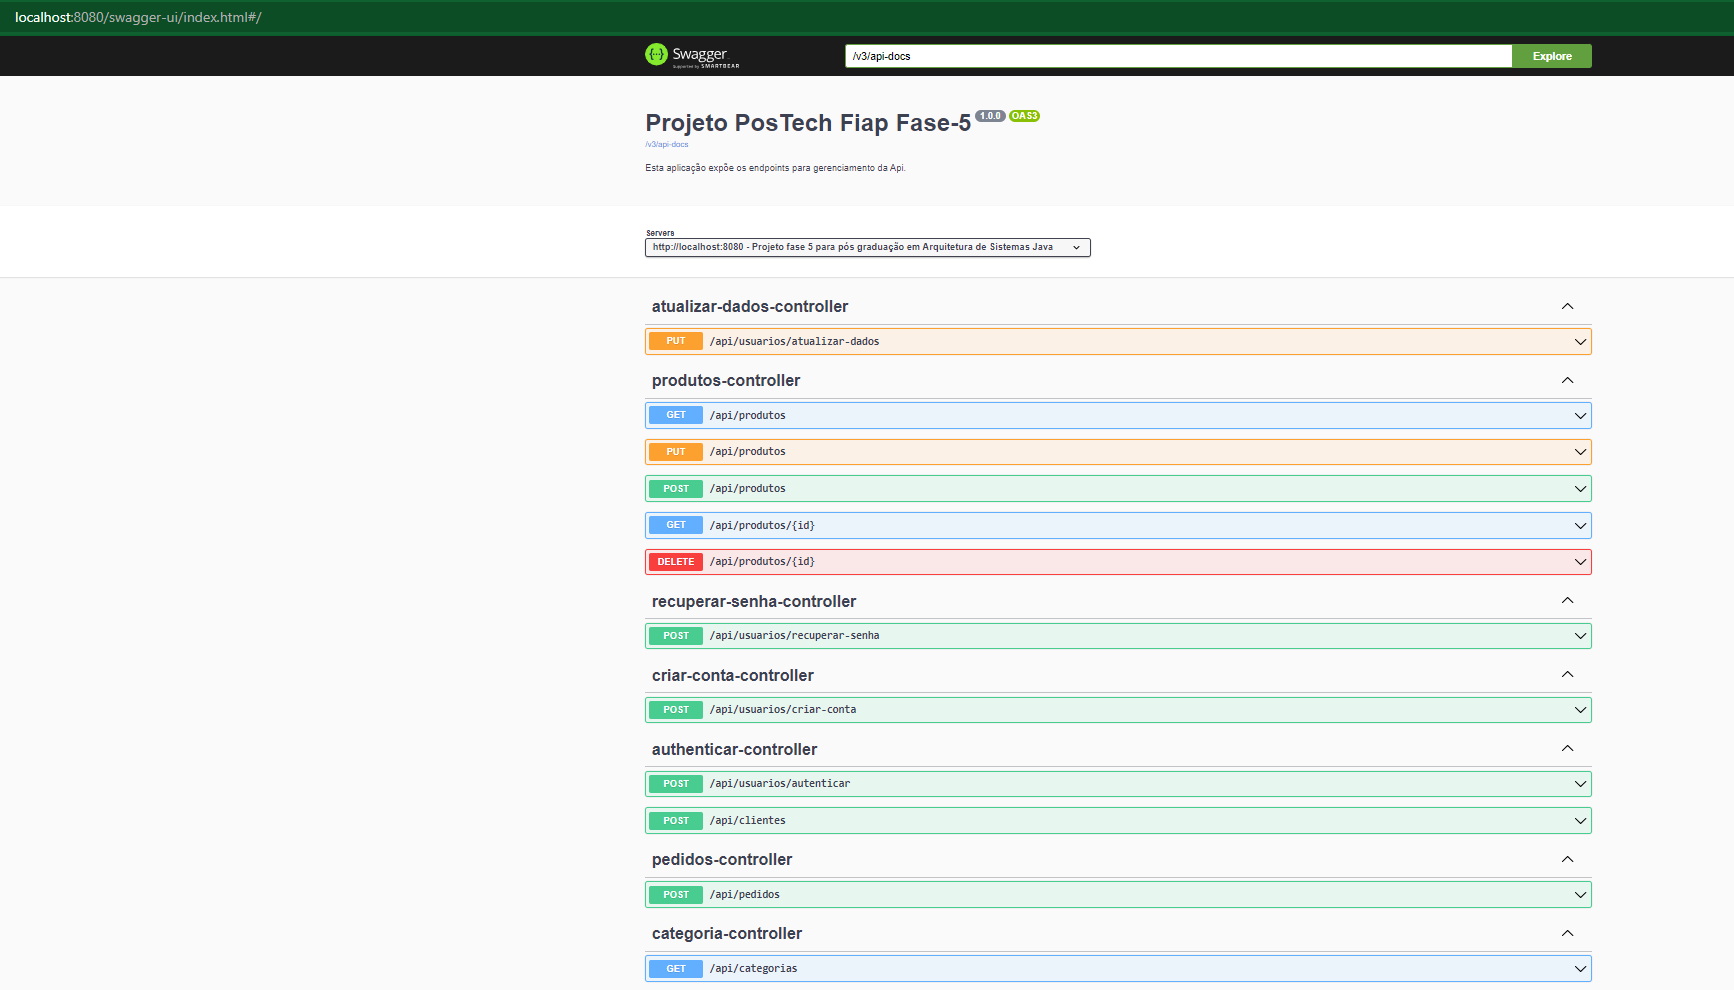 localhost:8080/swagger-ui/index.html#/
Swagger
Supported by SMARTBEAR
/v3/api-docs
Explore
Projeto PosTech Fiap Fase-5 1.0.0 OAS3
/v3/api-docs
Esta aplicação expõe os endpoints para gerenciamento da Api.
Servers
http://localhost:8080 - Projeto fase 5 para pós graduação em Arquitetura de Sistemas Java
atualizar-dados-controller
PUT /api/usuarios/atualizar-dados
produtos-controller
GET /api/produtos
PUT /api/produtos
POST /api/produtos
GET /api/produtos/{id}
DELETE /api/produtos/{id}
recuperar-senha-controller
POST /api/usuarios/recuperar-senha
criar-conta-controller
POST /api/usuarios/criar-conta
authenticar-controller
POST /api/usuarios/autenticar
POST /api/clientes
pedidos-controller
POST /api/pedidos
categoria-controller
GET /api/categorias